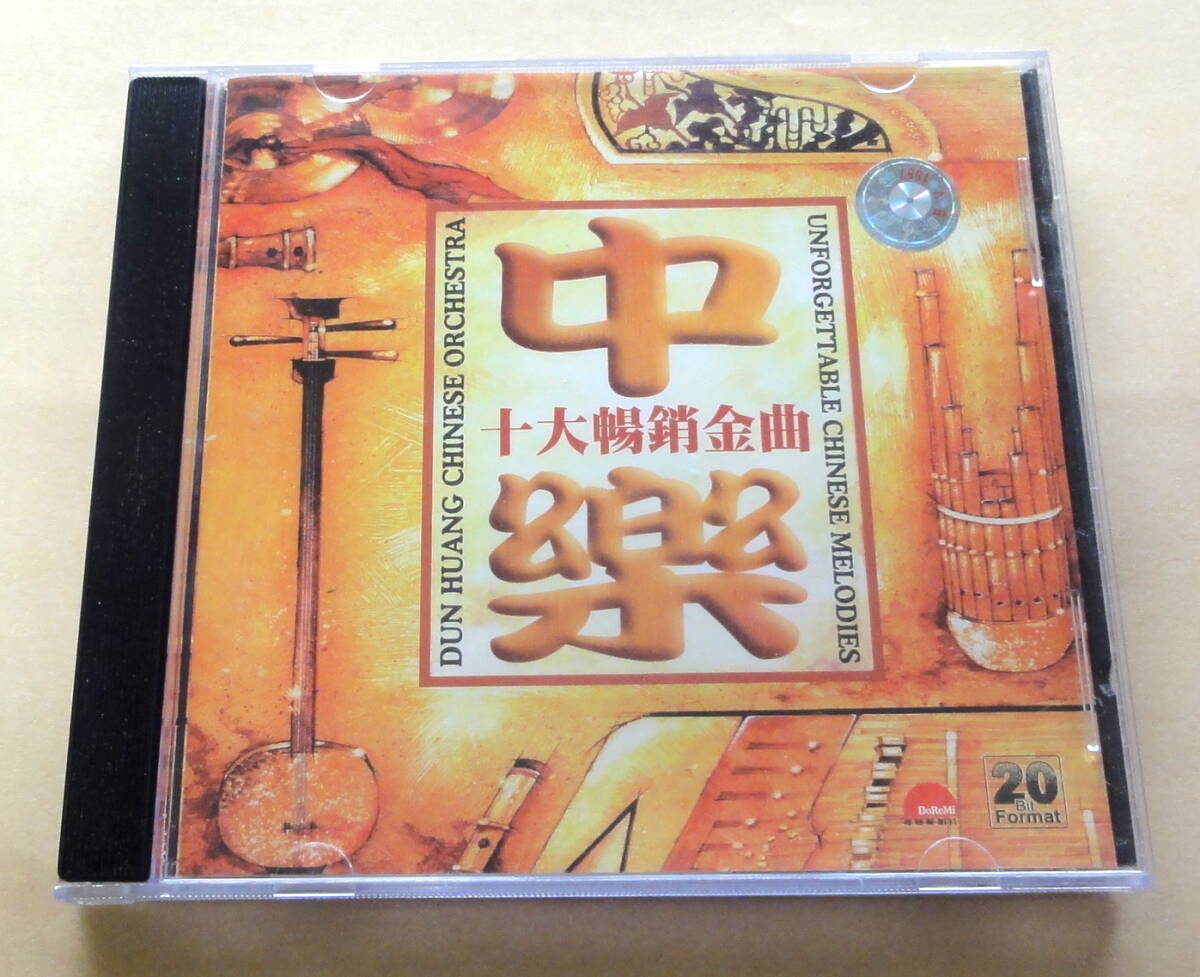 中
十大暢銷金曲
樂
DUN HUANG CHINESE ORCHESTRA
UNFORGETTABLE CHINESE MELODIES
DoReMi
20
Bit
Format